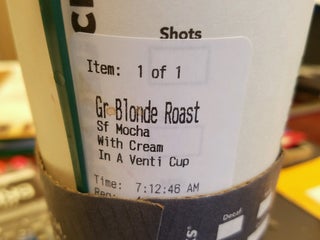 Shots
Item: 1 of 1
Gr Blonde Roast
Sf Mocha
With Cream
In A Venti Cup
Time: 7:12:46 AM
Reg:
Decaf